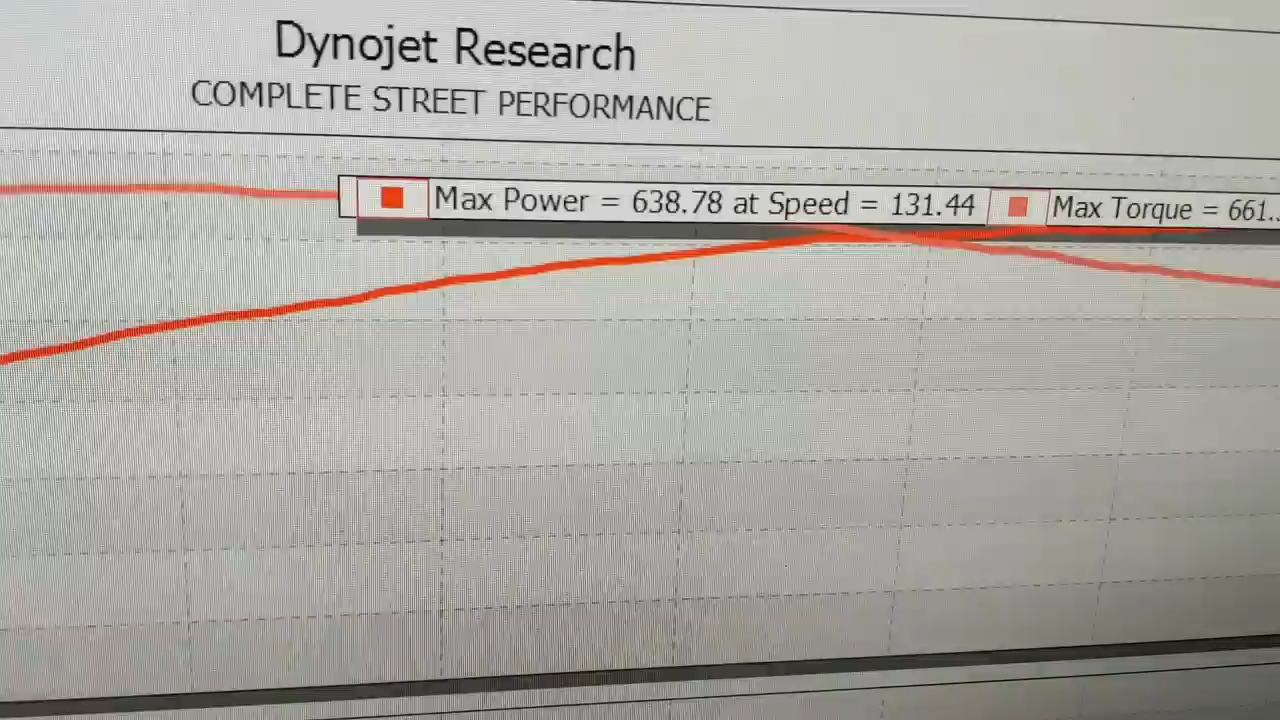 Dynojet Research
COMPLETE STREET PERFORMANCE
Max Power = 638.78 at Speed = 131.44 Max Torque = 661.